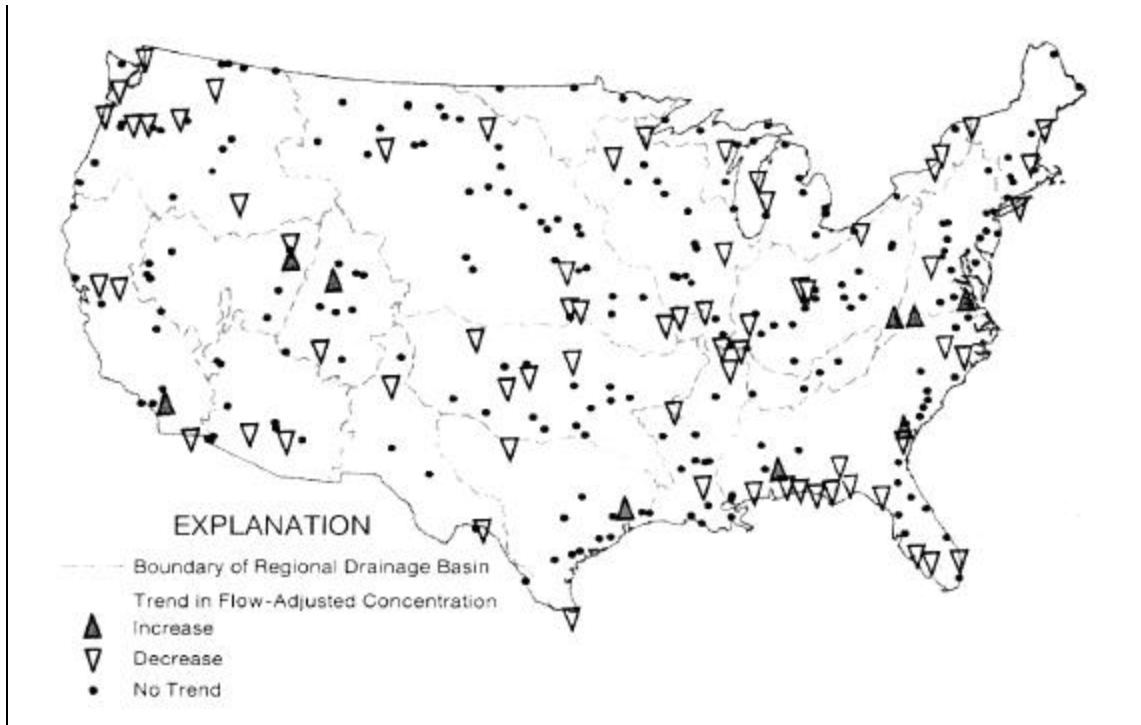 EXPLANATION
Boundary of Regional Drainage Basin
Trend in Flow-Adjusted Concentration
Increase
Decrease
No Trend